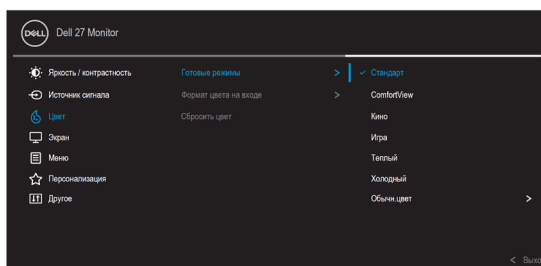 DELL Dell 27 Monitor
Яркость / контрастность
Источник сигнала
Цвет
Экран
Меню
Персонализация
Другое
Готовые режимы >
Формат цвета на входе >
Сбросить цвет
✓ Стандарт
ComfortView
Кино
Игра
Теплый
Холодный
Обычн.цвет >